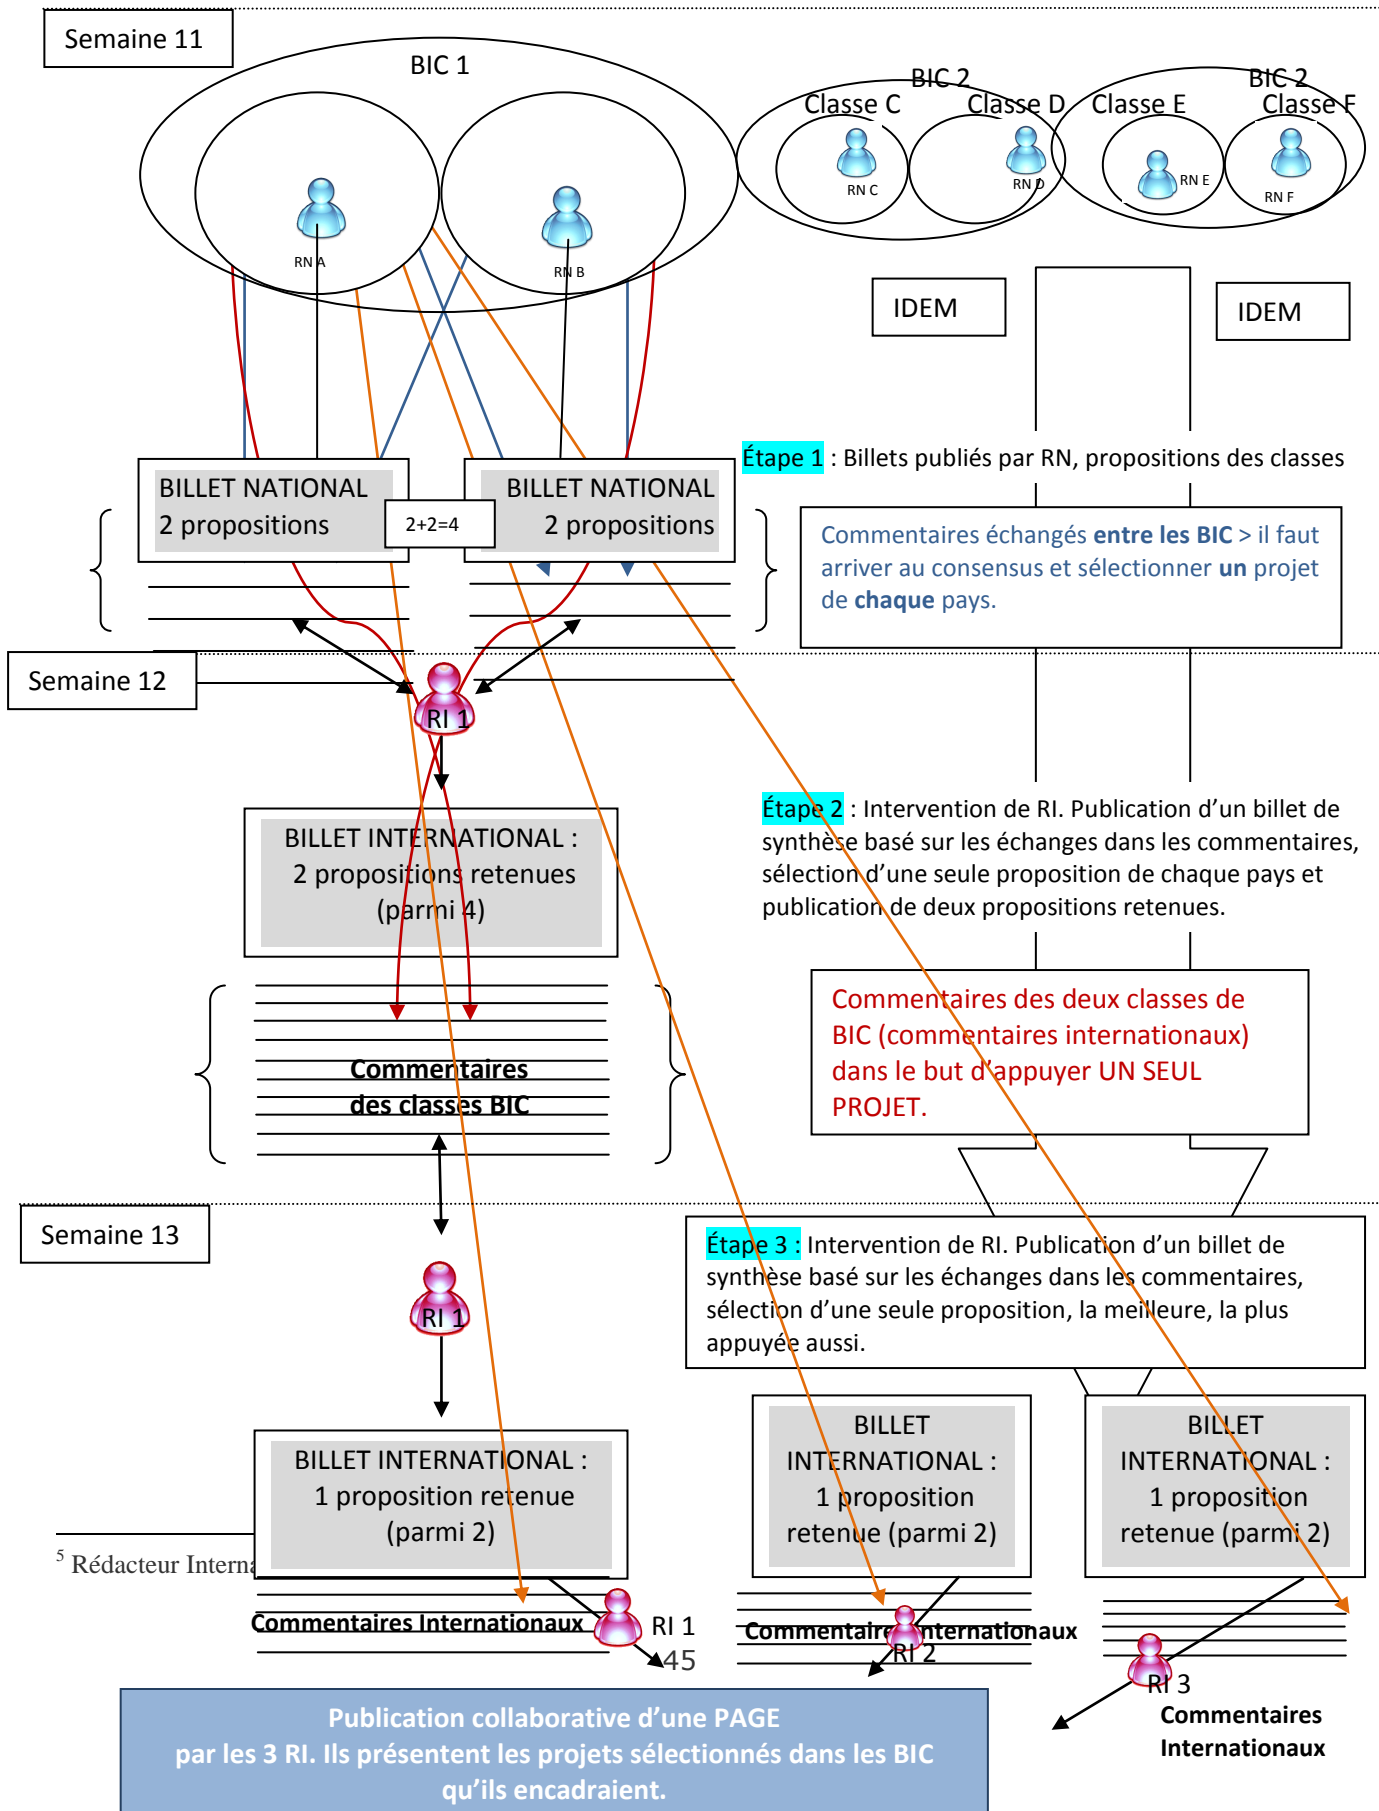 Semaine 11
BIC 1
BIC 2
BIC 2
Classe C
Classe D
Classe E
Classe F
RN A
RN B
RN C
RN D
RN E
RN F
IDEM
IDEM
Étape 1 : Billets publiés par RN, propositions des classes
BILLET NATIONAL
2 propositions
2+2=4
BILLET NATIONAL
2 propositions
Commentaires échangés entre les BIC > il faut
arriver au consensus et sélectionner un projet
de chaque pays.
Semaine 12
RI 1
BILLET INTERNATIONAL :
2 propositions retenues
(parmi 4)
Étape 2 : Intervention de RI. Publication d’un billet de
synthèse basé sur les échanges dans les commentaires,
sélection d’une seule proposition de chaque pays et
publication de deux propositions retenues.
Commentaires
des classes BIC
Commentaires des deux classes de
BIC (commentaires internationaux)
dans le but d’appuyer UN SEUL
PROJET.
Semaine 13
RI 1
Étape 3 : Intervention de RI. Publication d’un billet de
synthèse basé sur les échanges dans les commentaires,
sélection d’une seule proposition, la meilleure, la plus
appuyée aussi.
BILLET INTERNATIONAL :
1 proposition retenue
(parmi 2)
BILLET
INTERNATIONAL :
1 proposition
retenue (parmi 2)
BILLET
INTERNATIONAL :
1 proposition
retenue (parmi 2)
5 Rédacteur Interna
Commentaires Internationaux
RI 1
Commentaires Internationaux
RI 2
RI 3
Commentaires
Internationaux
45
Publication collaborative d’une PAGE
par les 3 RI. Ils présentent les projets sélectionnés dans les BIC
qu’ils encadraient.